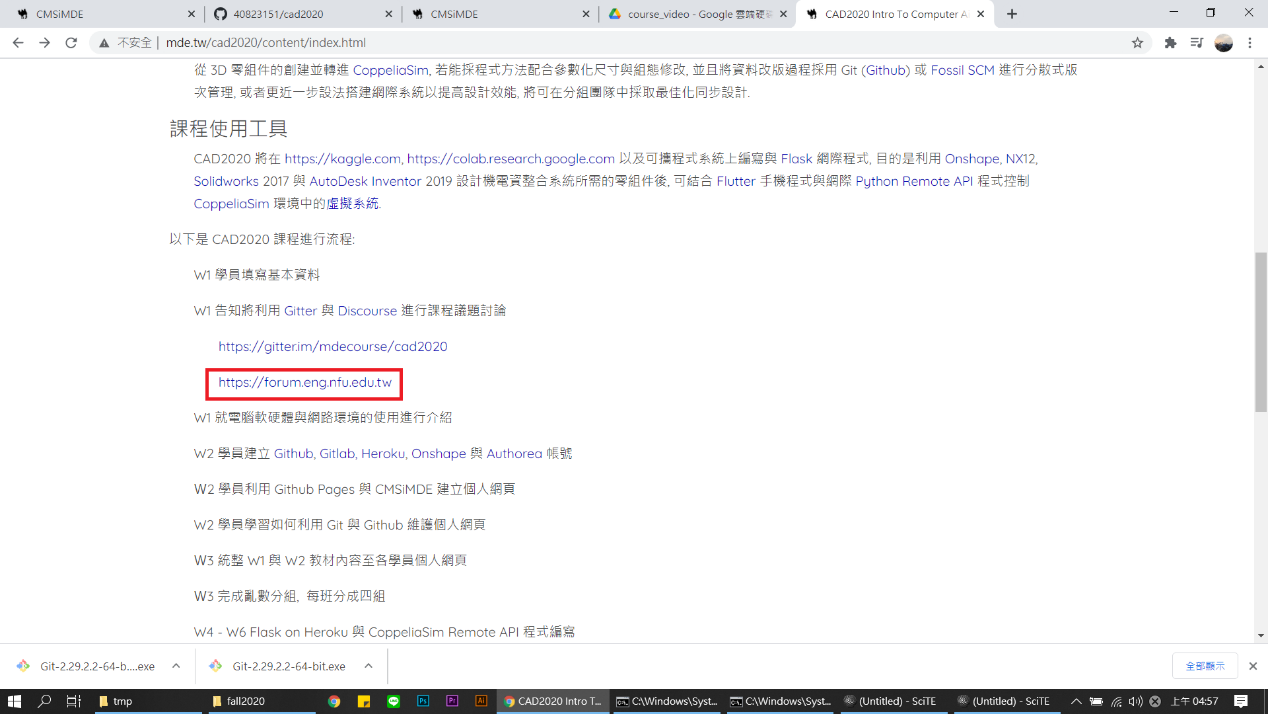 CMSiMDE
40823151/cad2020
CMSiMDE
course_video - Google 雲端硬碟
CAD2020 Intro To Computer A
不安全 | mde.tw/cad2020/content/index.html
從 3D 零組件的創建並轉進 CoppeliaSim, 若能採程式方法配合參數化尺寸與組態修改, 並且將資料改版過程採用 Git (Github) 或 Fossil SCM 進行分散式版
次管理, 或者更近一步設法搭建網際系統以提高設計效能, 將可在分組團隊中採取最佳化同步設計.
課程使用工具
CAD2020 將在 https://kaggle.com, https://colab.research.google.com 以及可攜程式系統上編寫與 Flask 網際程式, 目的是利用 Onshape, NX12,
Solidworks 2017 與 AutoDesk Inventor 2019 設計機電資整合系統所需的零組件後, 可結合 Flutter 手機程式與網際 Python Remote API 程式控制
CoppeliaSim 環境中的虛擬系統.
以下是 CAD2020 課程進行流程:
W1 學員填寫基本資料
W1 告知將利用 Gitter 與 Discourse 進行課程議題討論
https://gitter.im/mdecourse/cad2020
https://forum.eng.nfu.edu.tw
W1 就電腦軟硬體與網路環境的使用進行介紹
W2 學員建立 Github, Gitlab, Heroku, Onshape 與 Authorea 帳號
W2 學員利用 Github Pages 與 CMSiMDE 建立個人網頁
W2 學員學習如何利用 Git 與 Github 維護個人網頁
W3 統整 W1 與 W2 教材內容至各學員個人網頁
W3 完成亂數分組, 每班分成四組
W4 - W6 Flask on Heroku 與 CoppeliaSim Remote API 程式編寫
Git-2.29.2.2-64-b....exe
Git-2.29.2.2-64-bit.exe
全部顯示
tmp
fall2020
Ps
Pr
Ai
CAD2020 Intro T...
C:\Windows\Syst...
C:\Windows\Syst...
(Untitled) - SciTE
(Untitled) - SciTE
上午 04:57